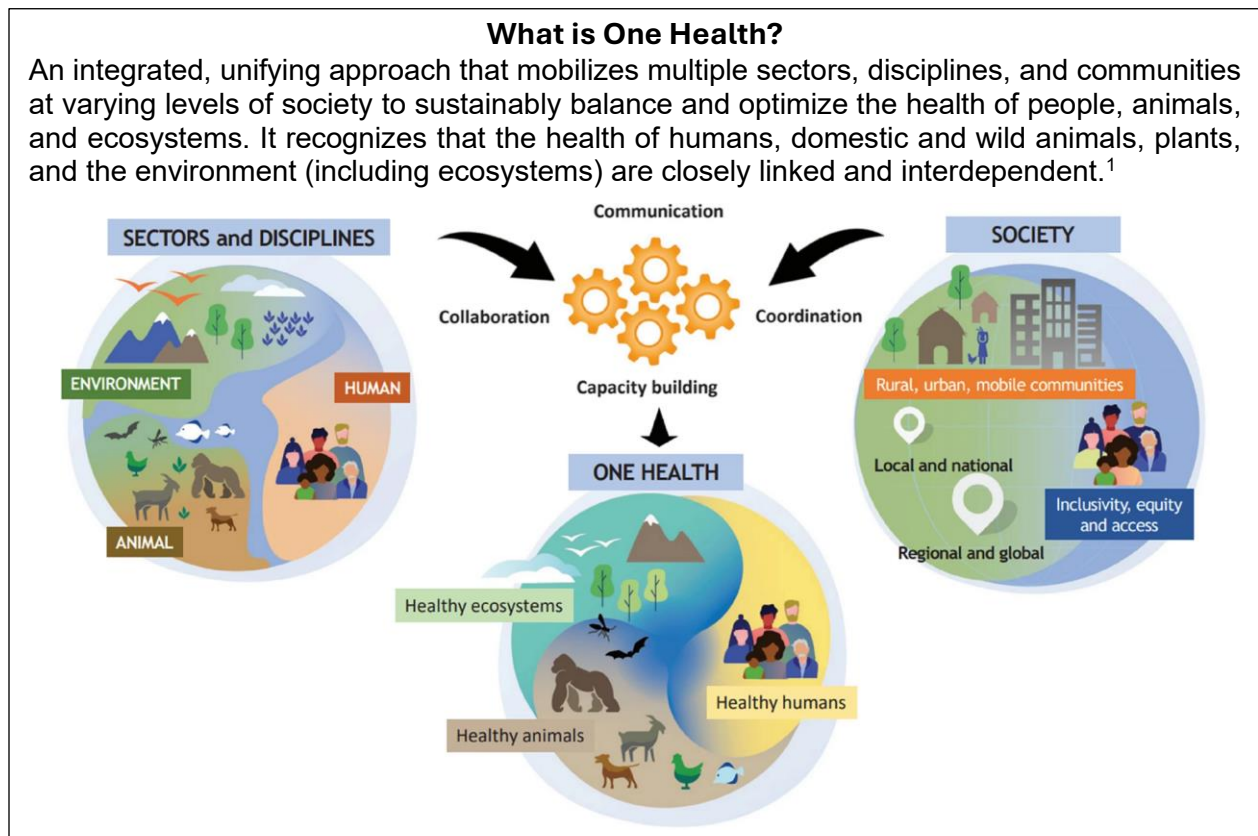 What is One Health?
An integrated, unifying approach that mobilizes multiple sectors, disciplines, and communities
at varying levels of society to sustainably balance and optimize the health of people, animals,
and ecosystems. It recognizes that the health of humans, domestic and wild animals, plants,
and the environment (including ecosystems) are closely linked and interdependent.¹
SECTORS and DISCIPLINES
ENVIRONMENT
HUMAN
ANIMAL
Communication
Collaboration
Coordination
Capacity building
SOCIETY
Rural, urban, mobile communities
Local and national
Inclusivity, equity
and access
Regional and global
ONE HEALTH
Healthy ecosystems
Healthy humans
Healthy animals